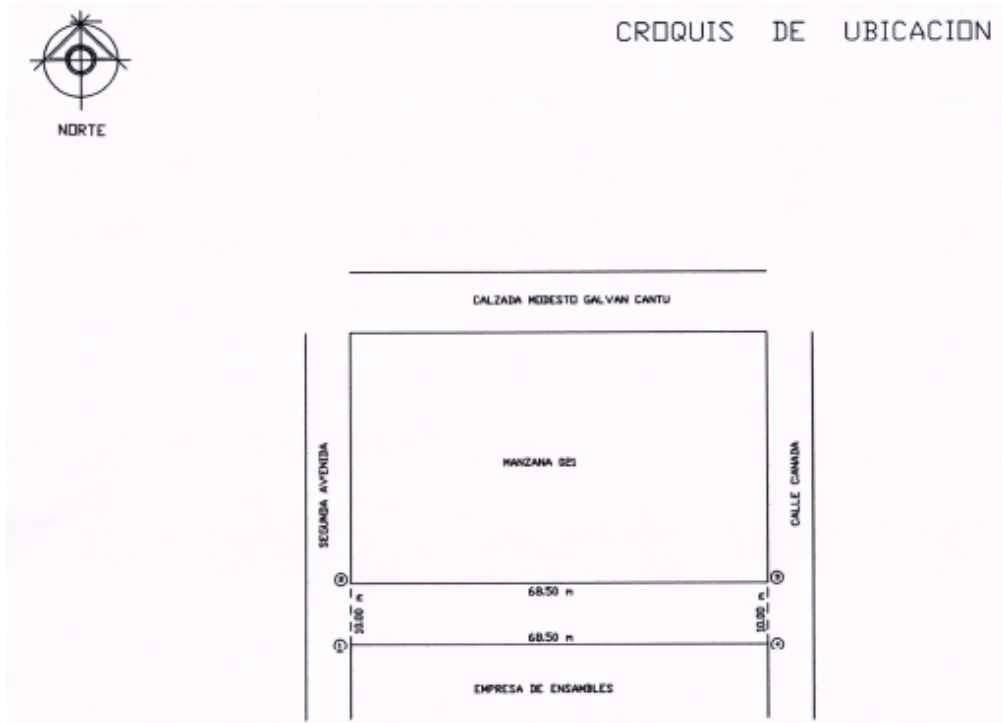 CROQUIS DE UBICACION
NORTE
CALZADA MODESTO GALVAN CANTU
SEGUNDA AVENIDA
MANZANA 021
CALLE CANADA
68.50 m
10.00 m
10.00 m
68.50 m
EMPRESA DE ENSAMBLES